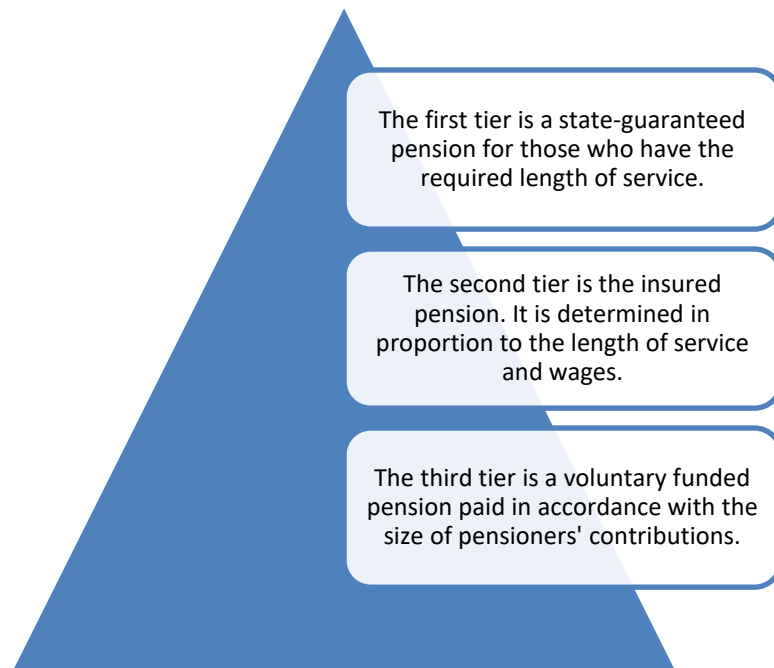 The first tier is a state-guaranteed
pension for those who have the
required length of service.
The second tier is the insured
pension. It is determined in
proportion to the length of service
and wages.
The third tier is a voluntary funded
pension paid in accordance with the
size of pensioners' contributions.